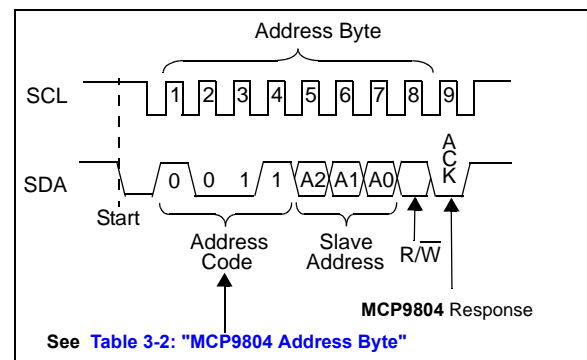 Address Byte
SCL 1 2 3 4 5 6 7 8 9
SDA 0 0 1 1 A2 A1 A0 ACK
Start
Address Code
Slave Address
R/W̅
MCP9804 Response
See Table 3-2: "MCP9804 Address Byte"